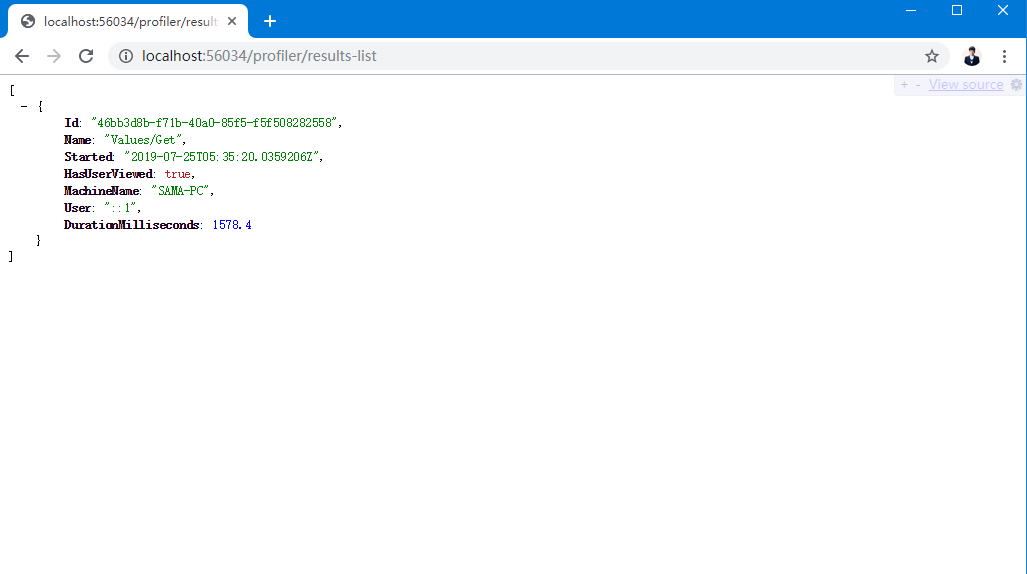 localhost:56034/profiler/result
localhost:56034/profiler/results-list
+ - View source
[
- {
Id: "46bb3d8b-f71b-40a0-85f5-f5f508282558",
Name: "Values/Get",
Started: "2019-07-25T05:35:20.0359206Z",
HasUserViewed: true,
MachineName: "SAMA-PC",
User: "::1",
DurationMilliseconds: 1578.4
}
]